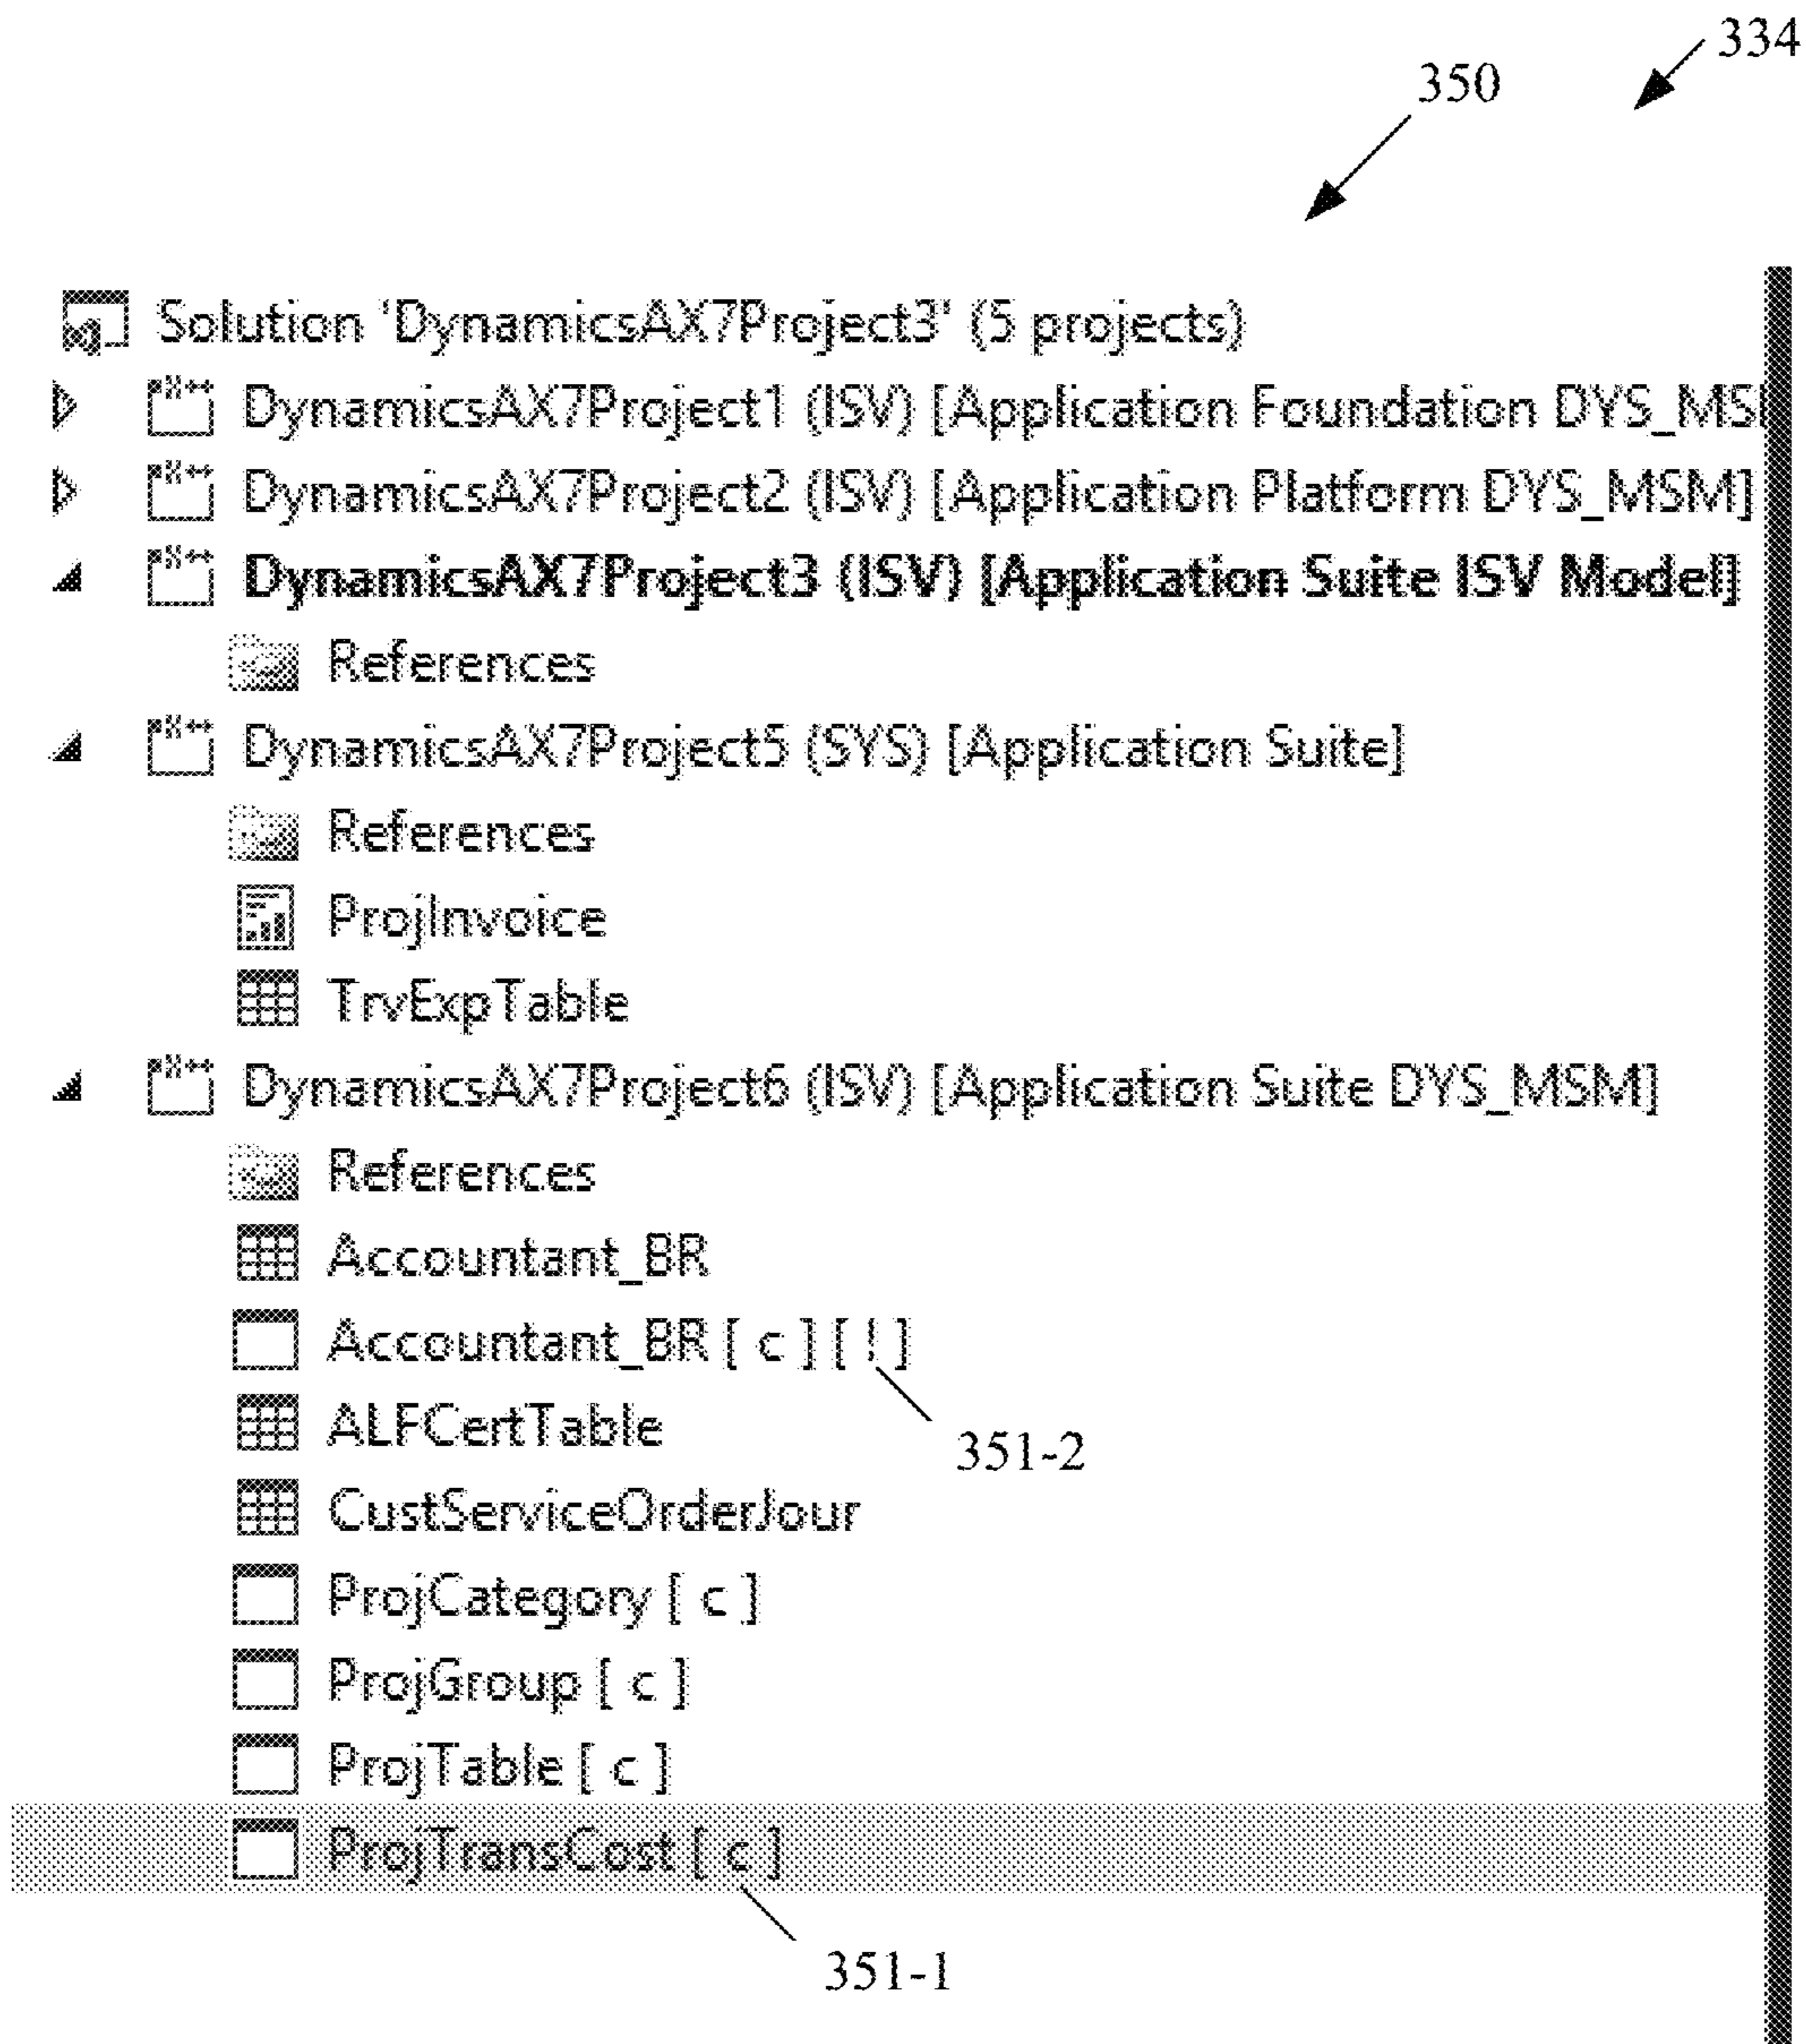 334
350
Solution 'DynamicsAX7Project3' (5 projects)
DynamicsAX7Project1 (ISV) [Application Foundation DYS_MSM
DynamicsAX7Project2 (ISV) [Application Platform DYS_MSM]
DynamicsAX7Project3 (ISV) [Application Suite ISV Model]
References
DynamicsAX7Project5 (SYS) [Application Suite]
References
ProjInvoice
TrvExpTable
DynamicsAX7Project6 (ISV) [Application Suite DYS_MSM]
References
Accountant_BR
Accountant_BR [ c ] [ ! ]
ALFCertTable
351-2
CustServiceOrderJour
ProjCategory [ c ]
ProjGroup [ c ]
ProjTable [ c ]
ProjTransCost [ c ]
351-1